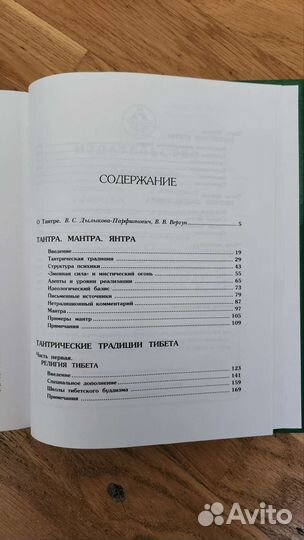 СОДЕРЖАНИЕ
О Тантре. В. С. Дылыкова-Парфионович, В. В. Вергун 5
ТАНТРА. МАНТРА. ЯНТРА
Введение 19
Тантрическая традиция 29
Структура психики 43
«Змеиная сила» и мистический огонь 55
Адепты и уровни реализации 65
Идеологический базис 73
Письменные источники 79
Нетрадиционный комментарий 87
Мантра 97
Примеры мантр 105
Примечания 109
ТАНТРИЧЕСКИЕ ТРАДИЦИИ ТИБЕТА
Часть первая.
РЕЛИГИЯ ТИБЕТА
Введение 123
Специальное дополнение 141
Школы тибетского буддизма 159
Примечания 169
Avito